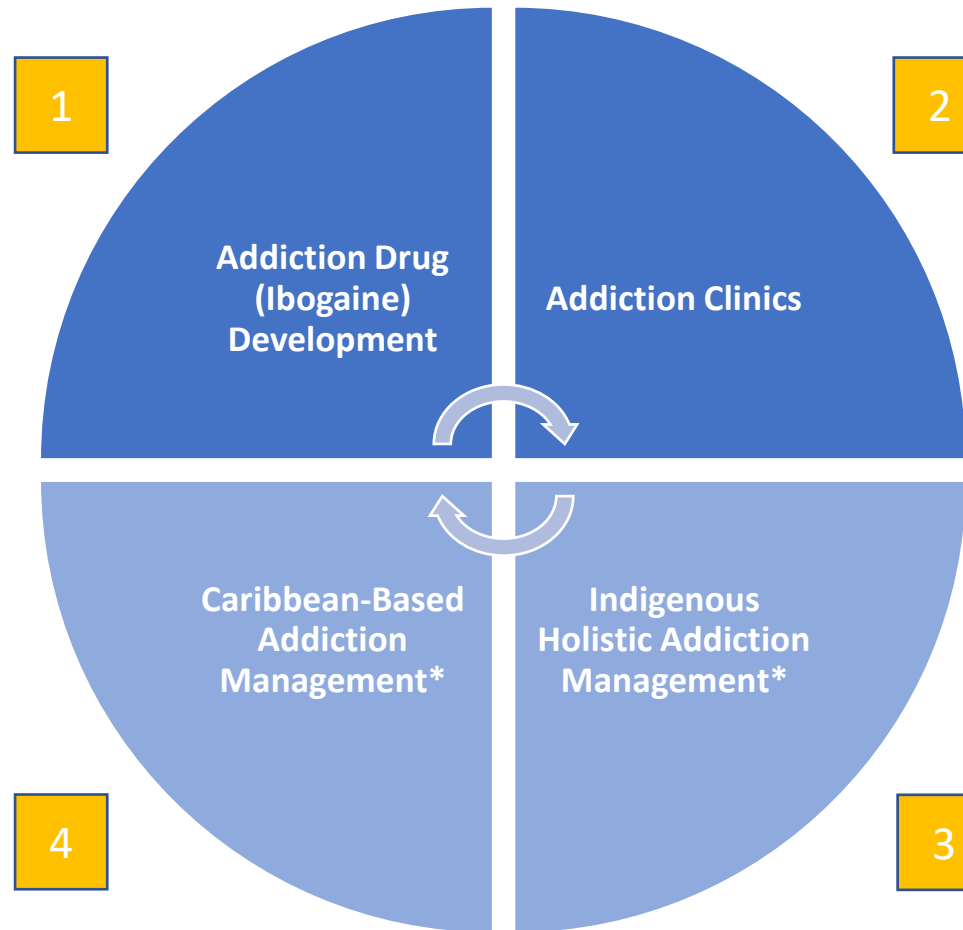 1
2
Addiction Drug
(Ibogaine)
Development
Addiction Clinics
Caribbean-Based
Addiction
Management*
Indigenous
Holistic Addiction
Management*
4
3